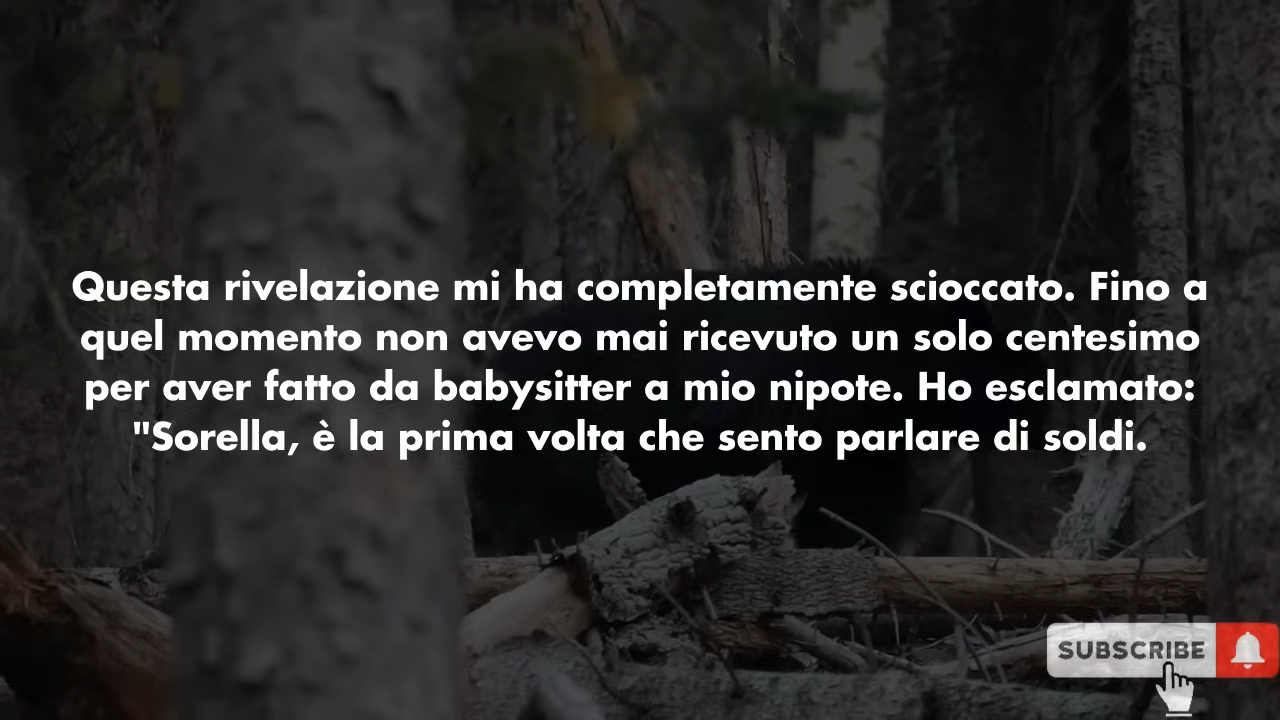 Questa rivelazione mi ha completamente scioccato. Fino a
quel momento non avevo mai ricevuto un solo centesimo
per aver fatto da babysitter a mio nipote. Ho esclamato:
"Sorella, è la prima volta che sento parlare di soldi.
SUBSCRIBE